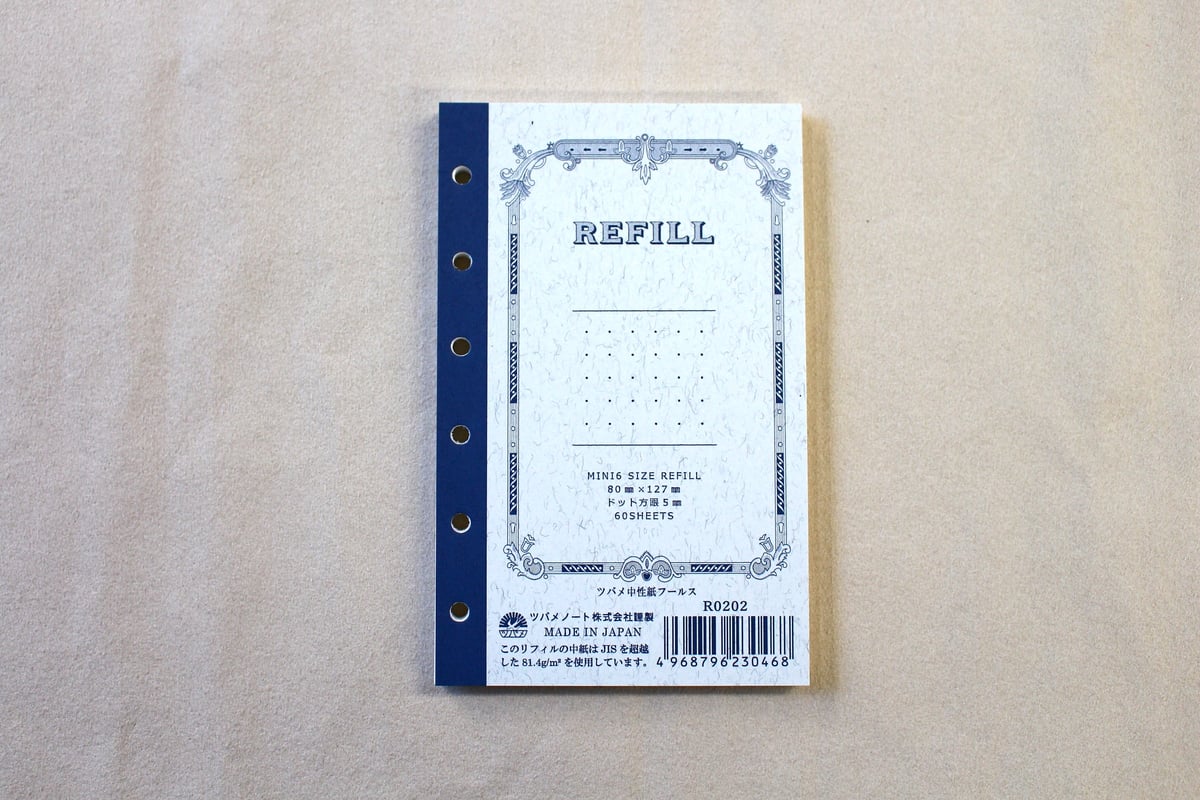 REFILL
MINI6 SIZE REFILL
80㎜×127㎜
ドット方眼5㎜
60SHEETS
ツバメ中性紙フールス
R0202
ツバメノート株式会社謹製
ツバメ
MADE IN JAPAN
このリフィルの中紙はJISを超越
した81.4g/m²を使用しています。
4968796230468